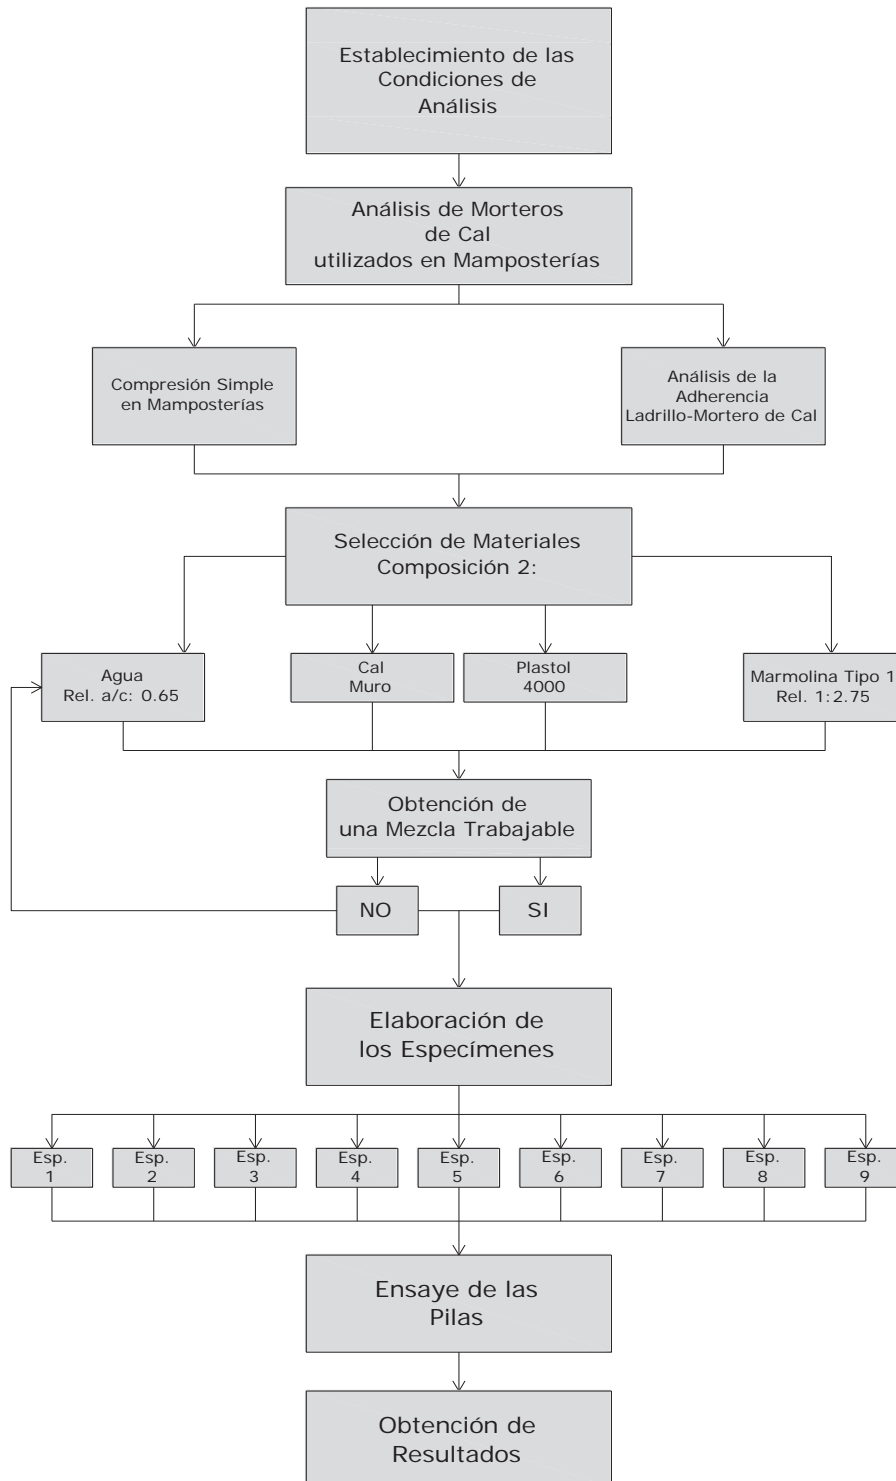 Establecimiento de las
Condiciones de
Análisis
Análisis de Morteros
de Cal
utilizados en Mamposterías
Compresión Simple
en Mamposterías
Análisis de la
Adherencia
Ladrillo-Mortero de Cal
Selección de Materiales
Composición 2:
Agua
Rel. a/c: 0.65
Cal
Muro
Plastol
4000
Marmolina Tipo 1
Rel. 1:2.75
Obtención de
una Mezcla Trabajable
NO
SI
Elaboración de
los Especímenes
Esp.
1
Esp.
2
Esp.
3
Esp.
4
Esp.
5
Esp.
6
Esp.
7
Esp.
8
Esp.
9
Ensaye de las
Pilas
Obtención de
Resultados